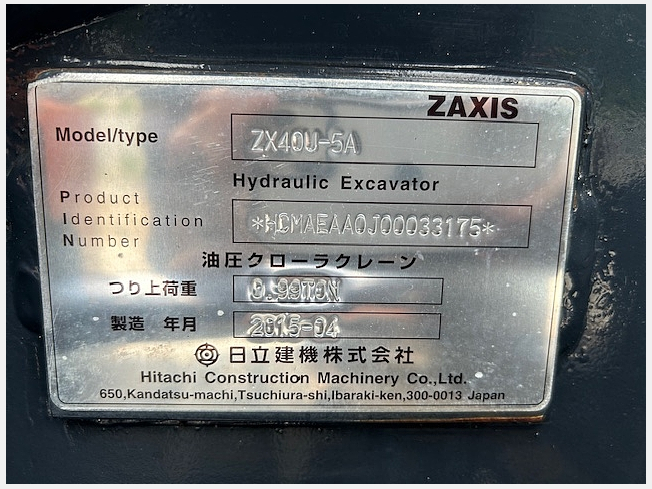 ZAXIS
Model/type ZX40U-5A
Hydraulic Excavator
Product
Identification
Number
*HCMAEAA0J00033175*
油圧クローラクレーン
つり上荷重 0.99TON
製造 年月 2015-04
日立建機株式会社
Hitachi Construction Machinery Co.,Ltd.
650,Kandatsu-machi,Tsuchiura-shi,Ibaraki-ken,300-0013 Japan